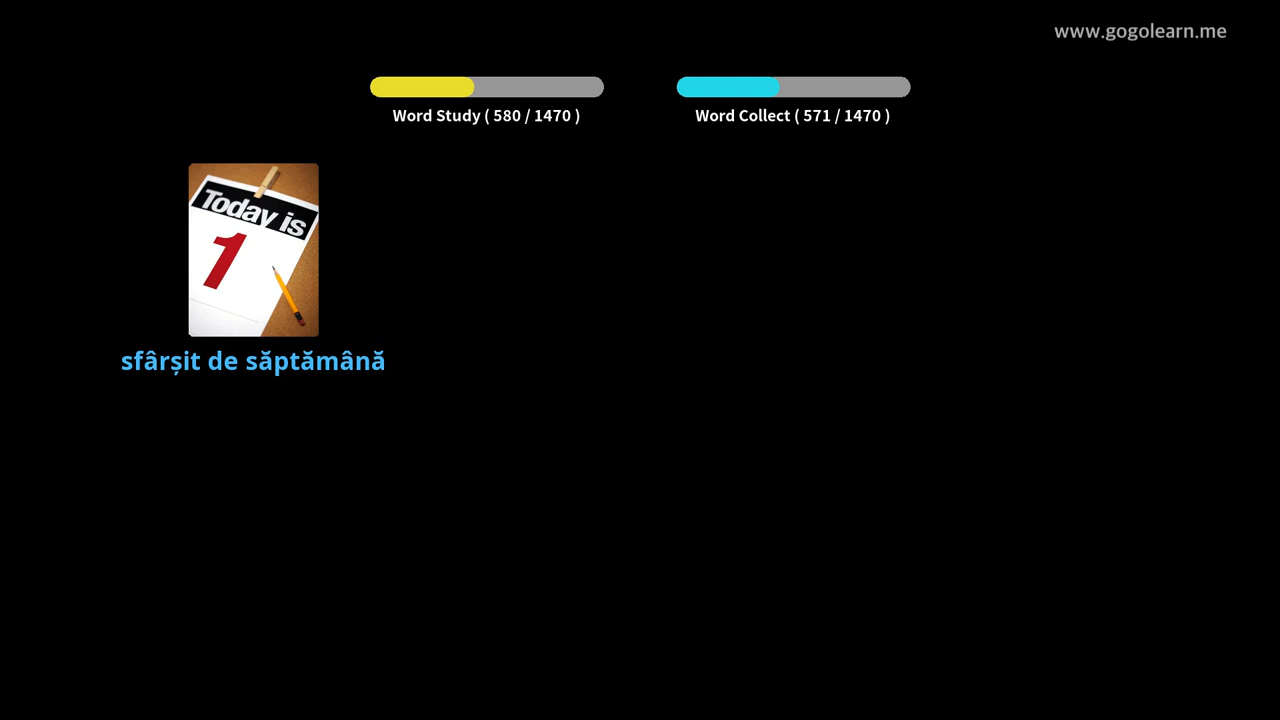 www.gogolearn.me
Word Study ( 580 / 1470 )
Word Collect ( 571 / 1470 )
Today is
1
sfârșit de săptămână